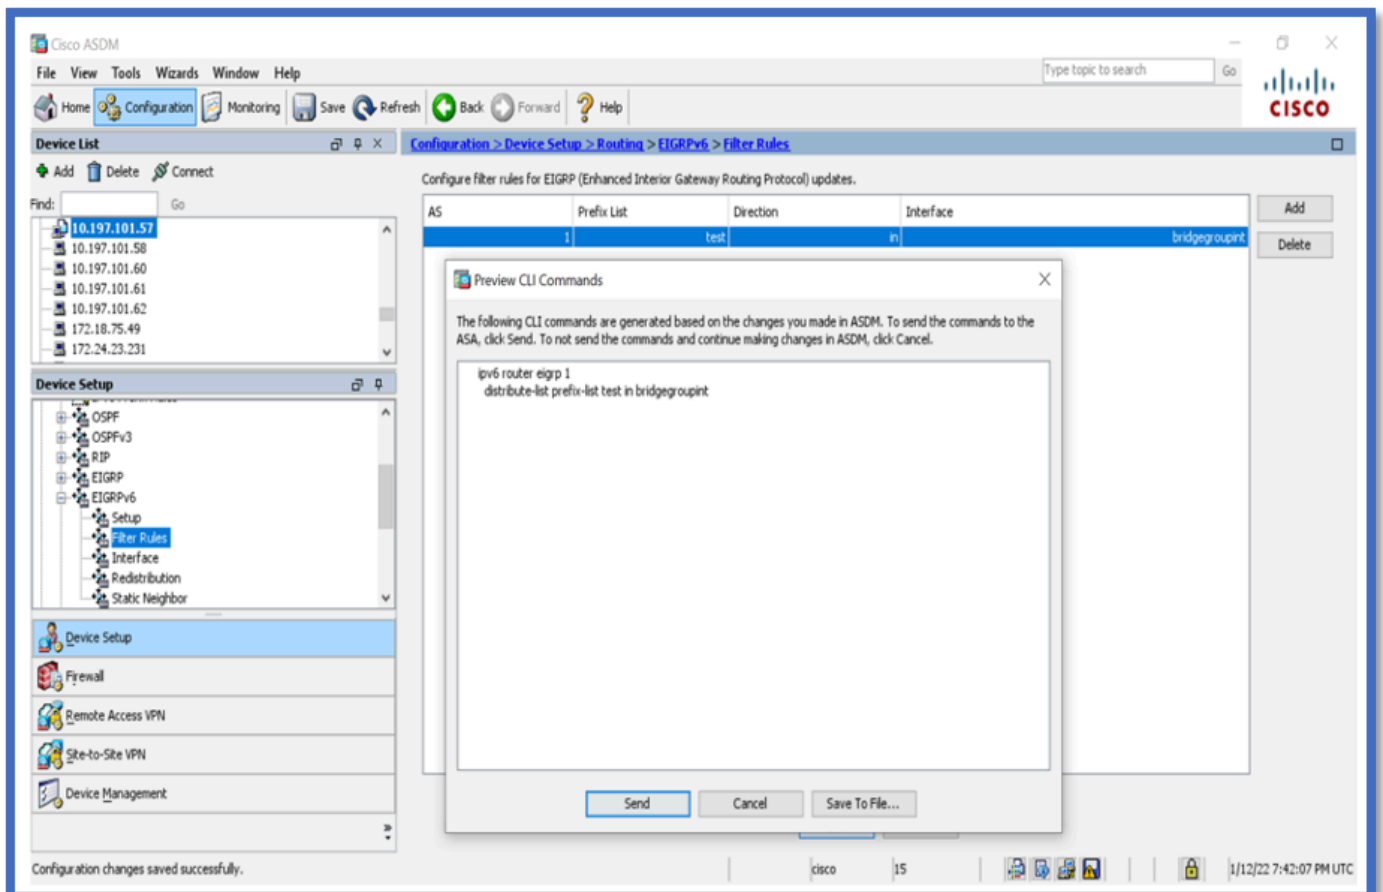 Cisco ASDM
File View Tools Wizards Window Help
Type topic to search Go
Home Configuration Monitoring Save Refresh Back Forward Help
CISCO
Device List
Configuration > Device Setup > Routing > EIGRPv6 > Filter Rules
Add Delete Connect
Find: Go
10.197.101.57
10.197.101.58
10.197.101.60
10.197.101.61
10.197.101.62
172.18.75.49
172.24.23.231
Device Setup
OSPF
OSPFv3
RIP
EIGRP
EIGRPv6
Setup
Filter Rules
Interface
Redistribution
Static Neighbor
Device Setup
Firewall
Remote Access VPN
Site-to-Site VPN
Device Management
Configure filter rules for EIGRP (Enhanced Interior Gateway Routing Protocol) updates.
AS Prefix List Direction Interface
1 test in bridgegroupint
Add
Delete
Preview CLI Commands
The following CLI commands are generated based on the changes you made in ASDM. To send the commands to the
ASA, click Send. To not send the commands and continue making changes in ASDM, click Cancel.
ipv6 router eigrp 1
distribute-list prefix-list test in bridgegroupint
Send Cancel Save To File...
Configuration changes saved successfully.
cisco 15 1/12/22 7:42:07 PM UTC